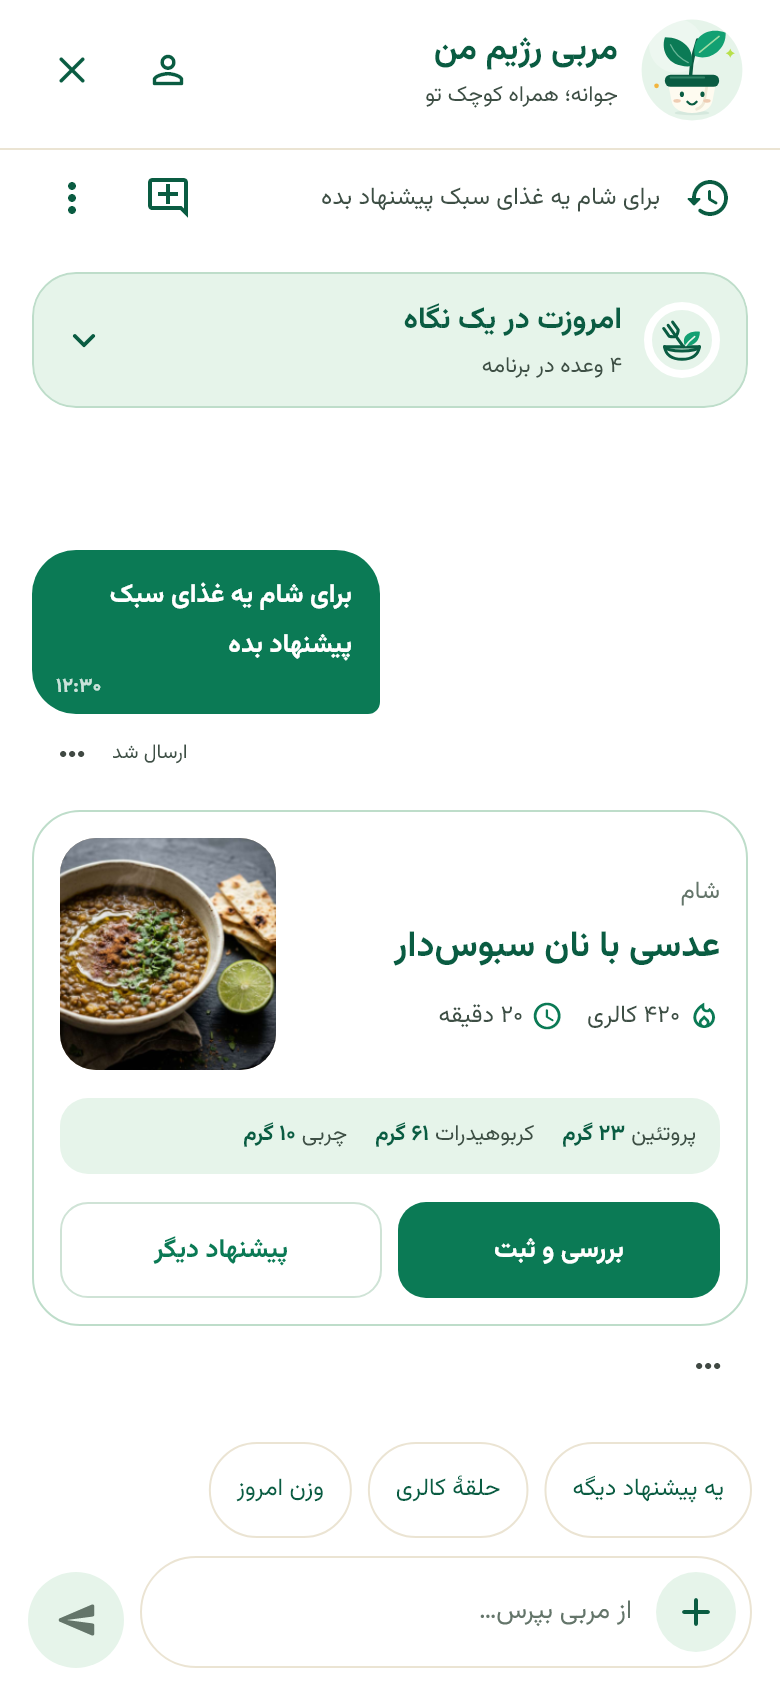 مربی رژیم من
جوانه؛ همراه کوچک تو
برای شام یه غذای سبک پیشنهاد بده
امروزت در یک نگاه
۴ وعده در برنامه
برای شام یه غذای سبک
پیشنهاد بده
۱۲:۳۰
ارسال شد
شام
عدسی با نان سبوس‌دار
۴۲۰ کالری
۲۰ دقیقه
پروتئین ۲۳ گرم
کربوهیدرات ۶۱ گرم
چربی ۱۰ گرم
بررسی و ثبت
پیشنهاد دیگر
یه پیشنهاد دیگه
حلقهٔ کالری
وزن امروز
از مربی بپرس...